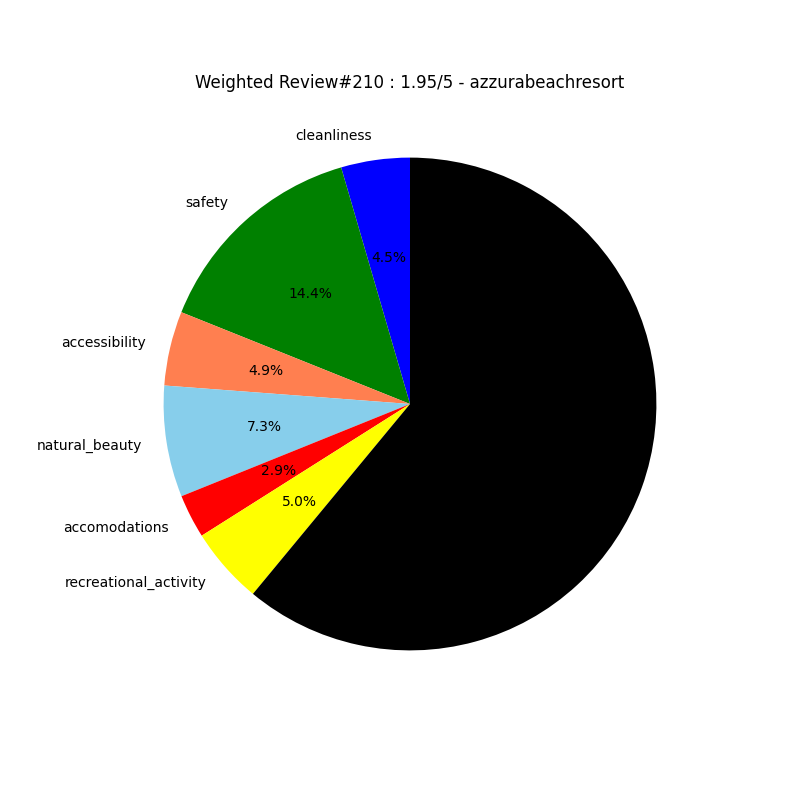 Weighted Review#210 : 1.95/5 - azzurabeachresort
cleanliness
4.5%
safety
14.4%
accessibility
4.9%
natural_beauty
7.3%
accomodations
2.9%
recreational_activity
5.0%